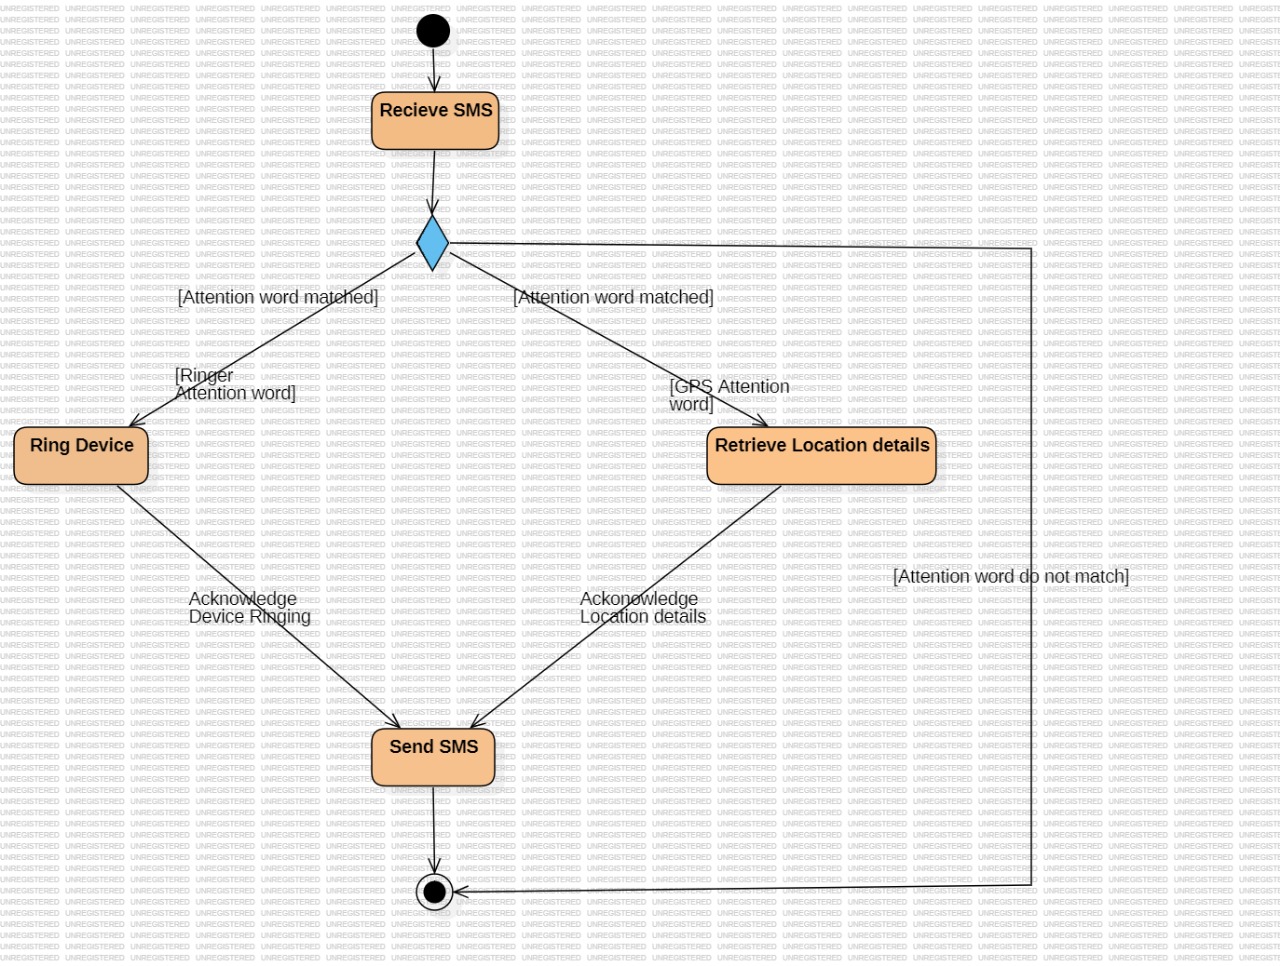 Recieve SMS
[Attention word matched]
[Attention word matched]
[Ringer
Attention word]
[GPS Attention
word]
Ring Device
Retrieve Location details
[Attention word do not match]
Acknowledge
Device Ringing
Ackonowledge
Location details
Send SMS
UNREGISTERED